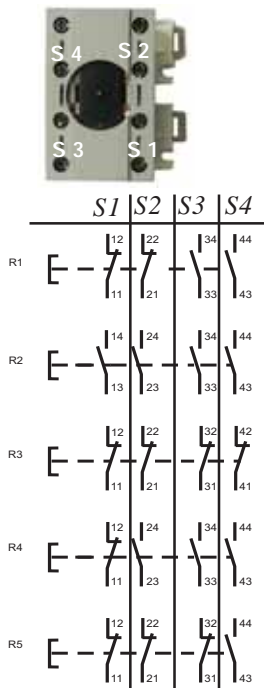 S 4 S 2
S 3 S 1
S1 S2 S3 S4
12 22 34 44
R1
11 21 33 43
14 24 34 44
R2
13 23 33 43
12 22 32 42
R3
11 21 31 41
12 24 34 44
R4
11 23 33 43
12 22 32 44
R5
11 21 31 43